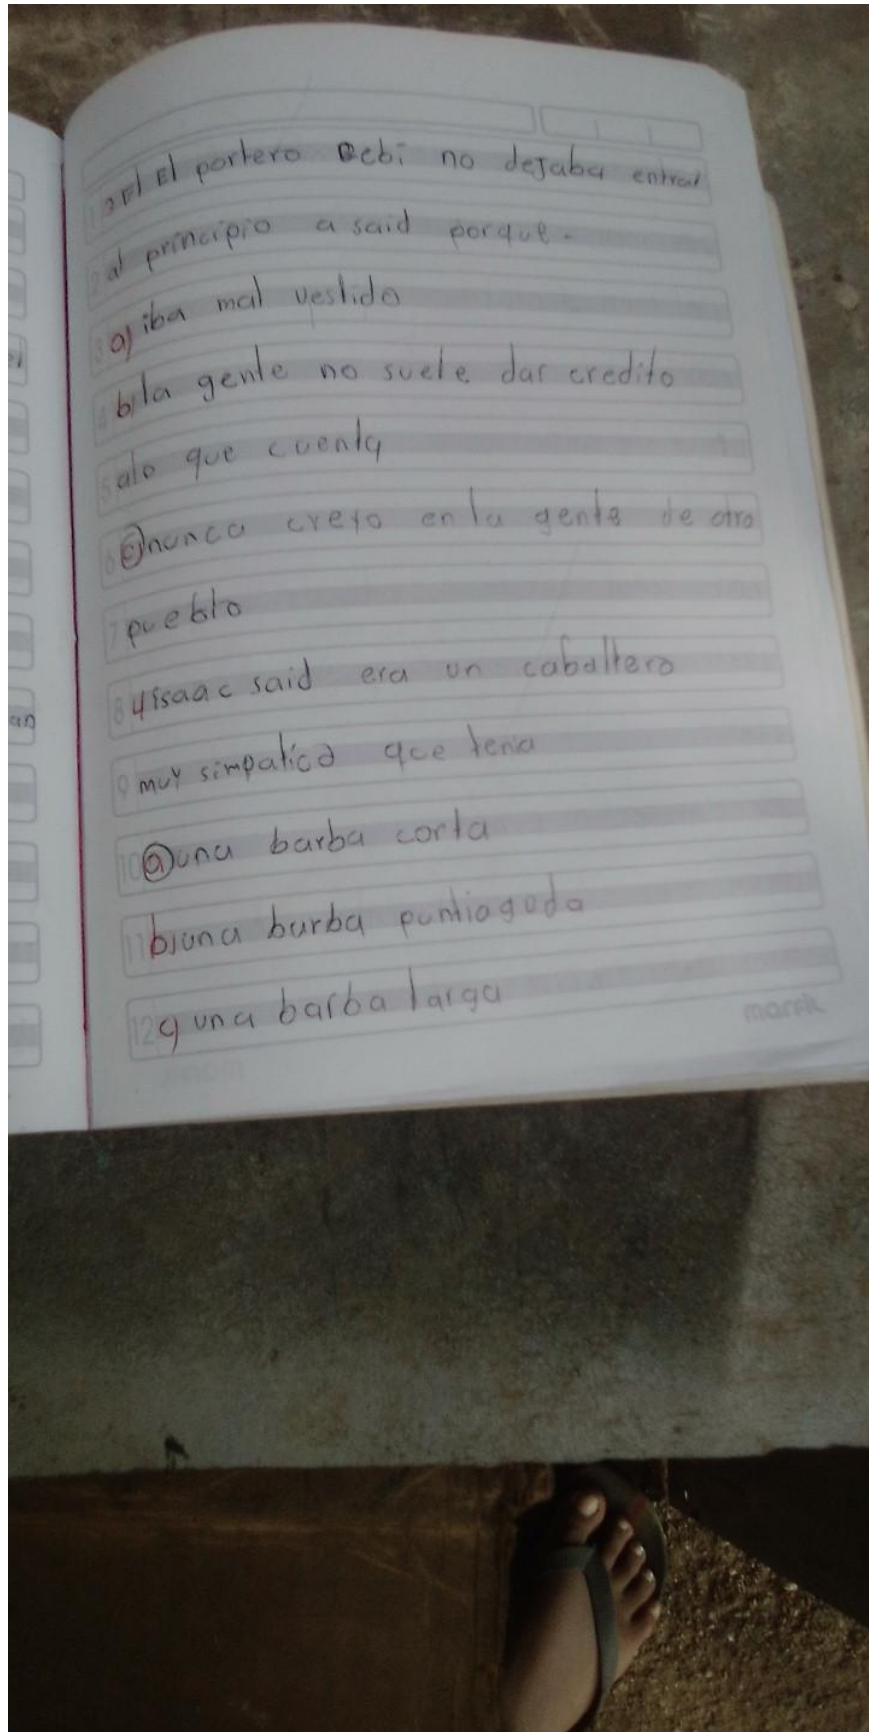 3 El El portero Bebi no dejaba entrar
al principio a said porque.
a) iba mal vestido
b) la gente no suele dar credito
alo que cuenta
c) nunca creyo en la gente de otro
pueblo
4 isaac said era un caballero
muy simpatico que tenia
a) una barba corta
b) una barba puntiaguda
c) una barba larga